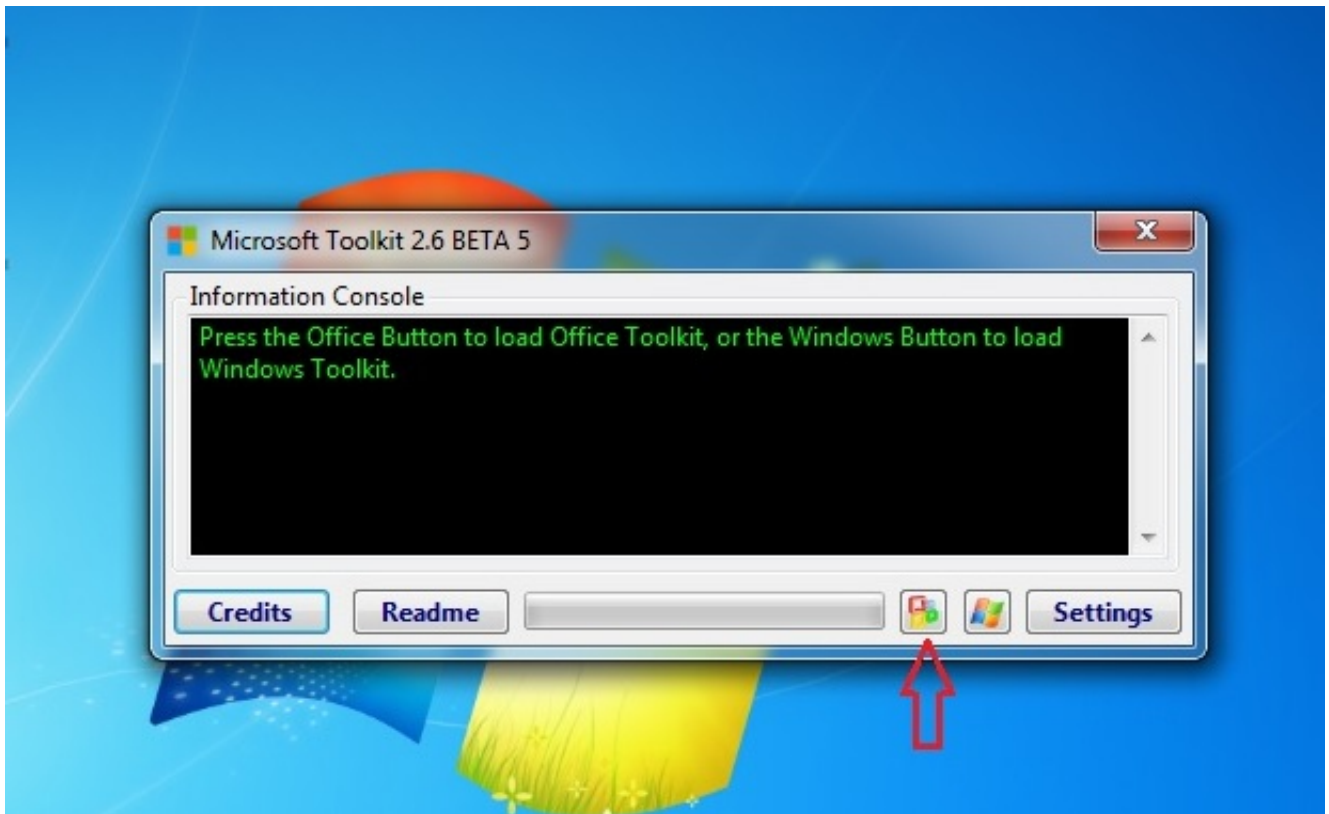 Microsoft Toolkit 2.6 BETA 5
Information Console
Press the Office Button to load Office Toolkit, or the Windows Button to load
Windows Toolkit.
Credits
Readme
Settings